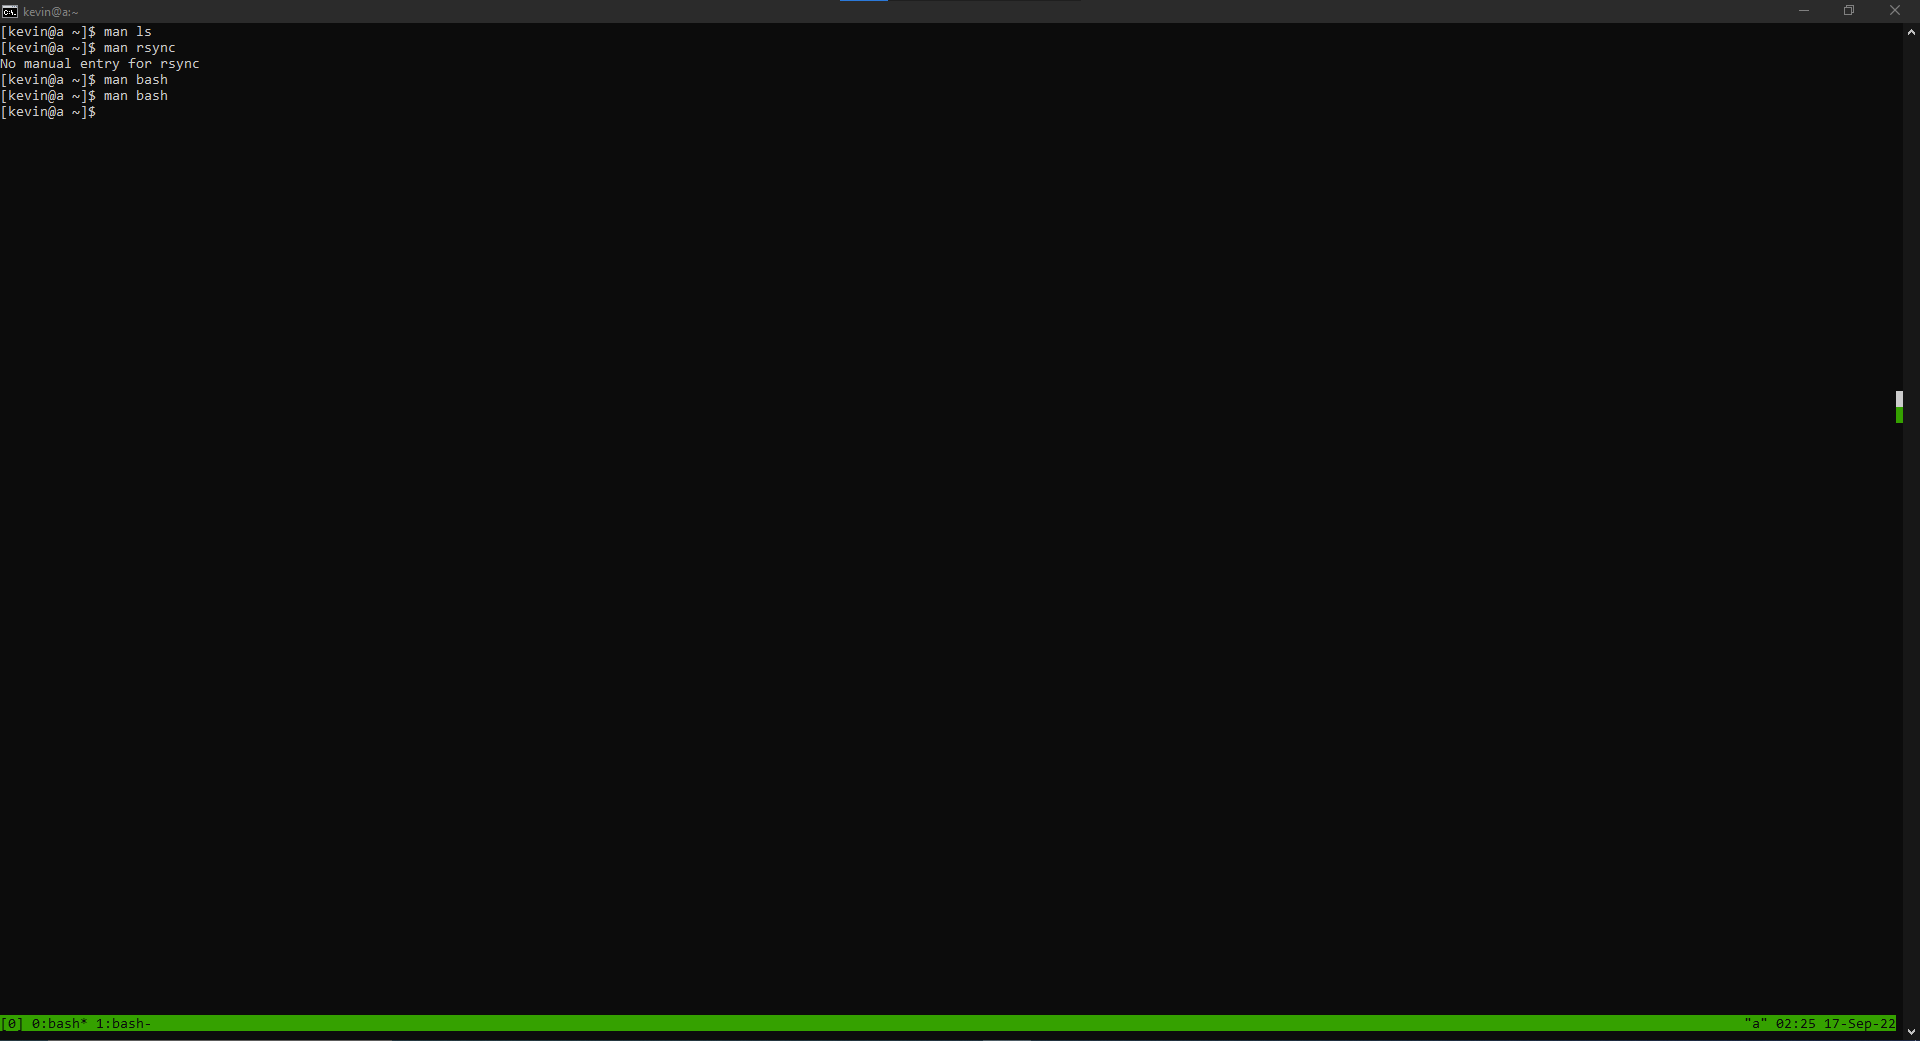 kevin@a:~
[kevin@a ~]$ man ls
[kevin@a ~]$ man rsync
No manual entry for rsync
[kevin@a ~]$ man bash
[kevin@a ~]$ man bash
[kevin@a ~]$
[0] 0:bash* 1:bash- "a" 02:25 17-Sep-22